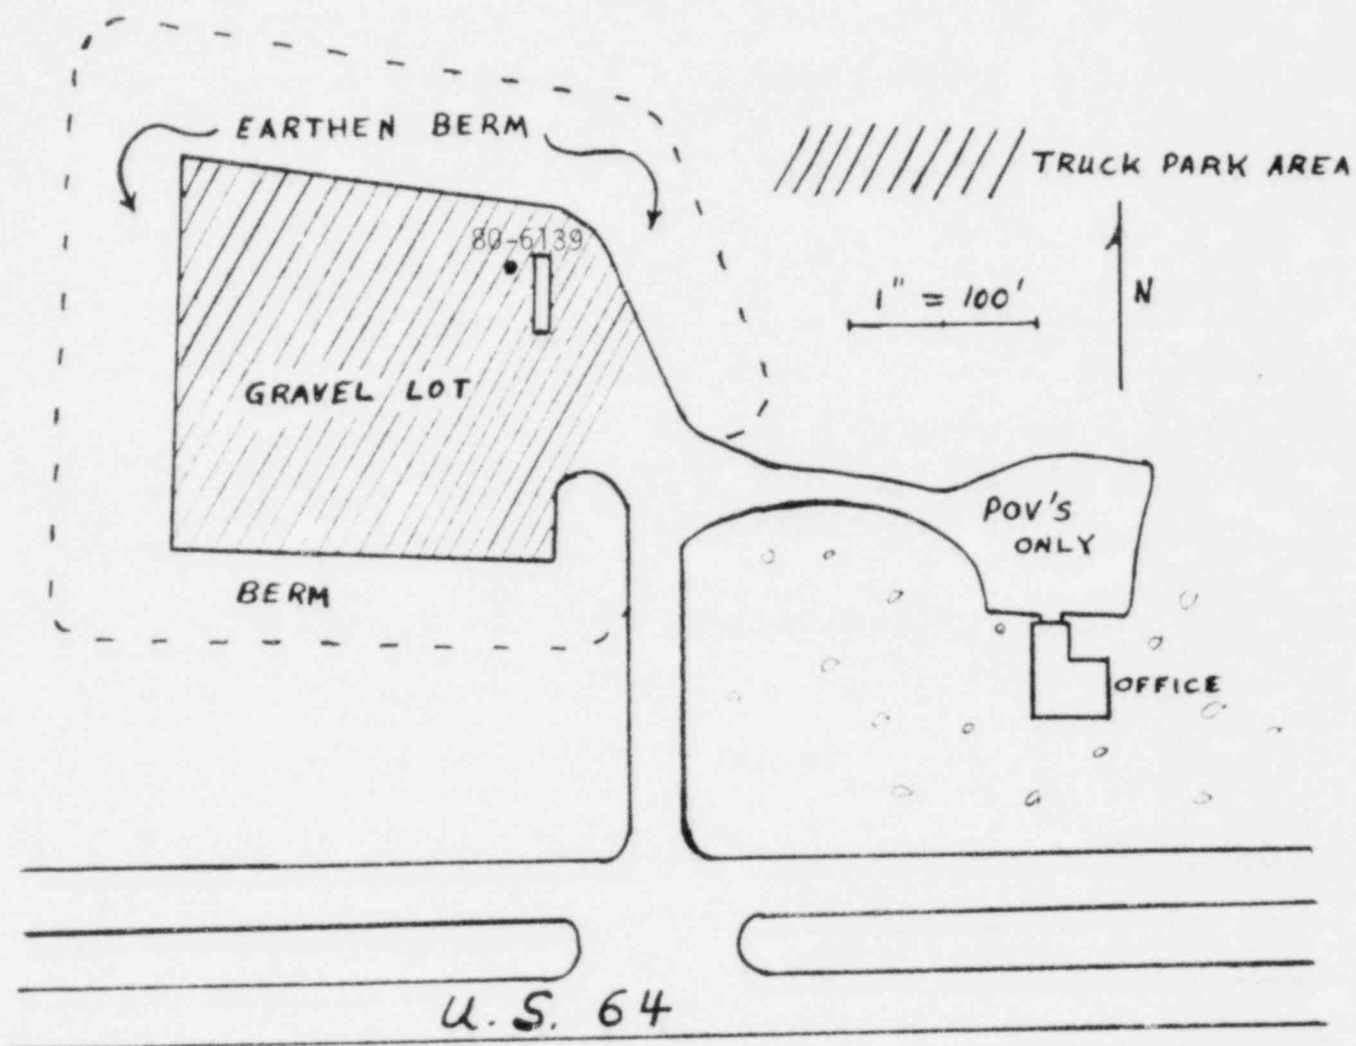 EARTHEN BERM
TRUCK PARK AREA
80-6139
1" = 100'
N
GRAVEL LOT
POV'S
ONLY
BERM
OFFICE
U.S. 64